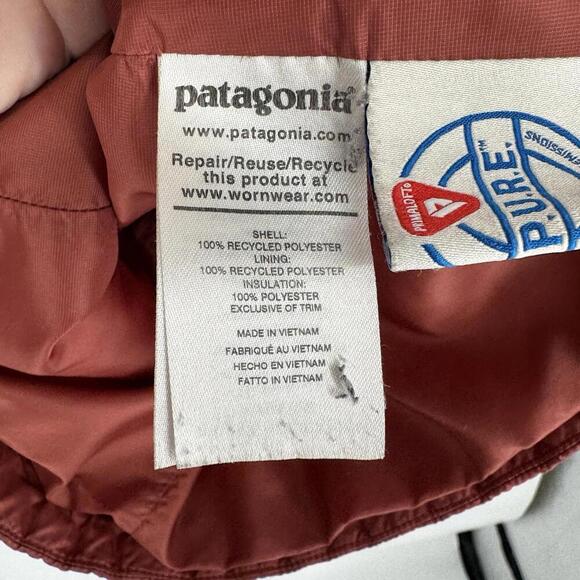 patagonia®
www.patagonia.com
Repair/Reuse/Recycle
this product at
www.wornwear.com
SHELL:
100% RECYCLED POLYESTER
LINING:
100% RECYCLED POLYESTER
INSULATION:
100% POLYESTER
EXCLUSIVE OF TRIM
MADE IN VIETNAM
FABRIQUÉ AU VIETNAM
HECHO EN VIETNAM
FATTO IN VIETNAM
PRIMALOFT®
P.U.R.E.™